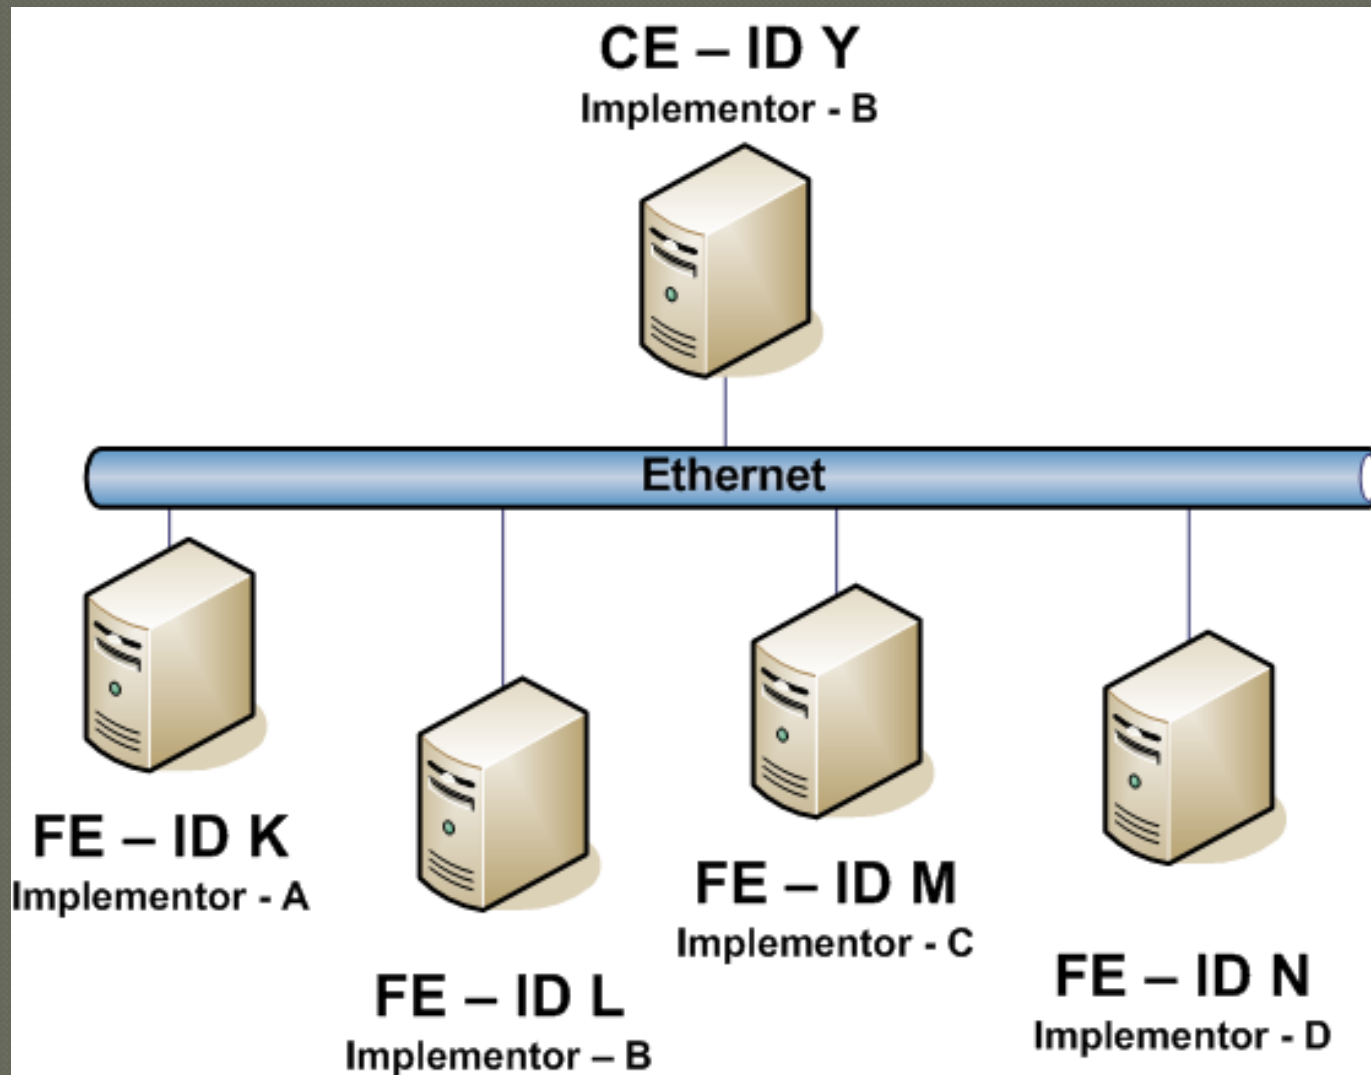 CE – ID Y
Implementor - B
Ethernet
FE – ID K
Implementor - A
FE – ID L
Implementor – B
FE – ID M
Implementor - C
FE – ID N
Implementor - D